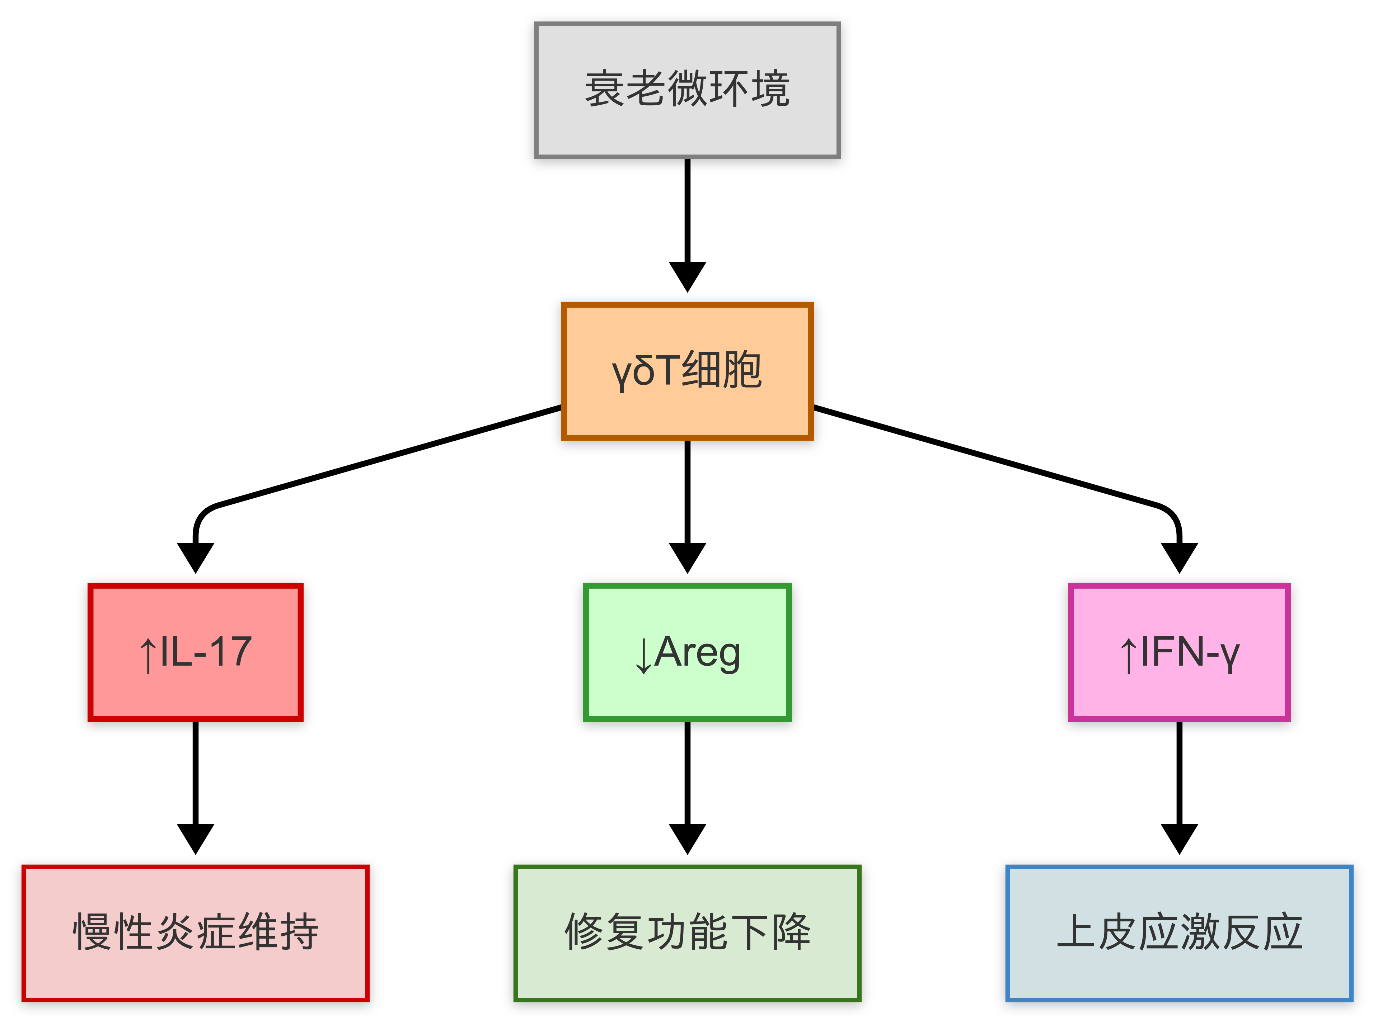 衰老微环境
γδT细胞
↑IL-17
↓Areg
↑IFN-γ
慢性炎症维持
修复功能下降
上皮应激反应